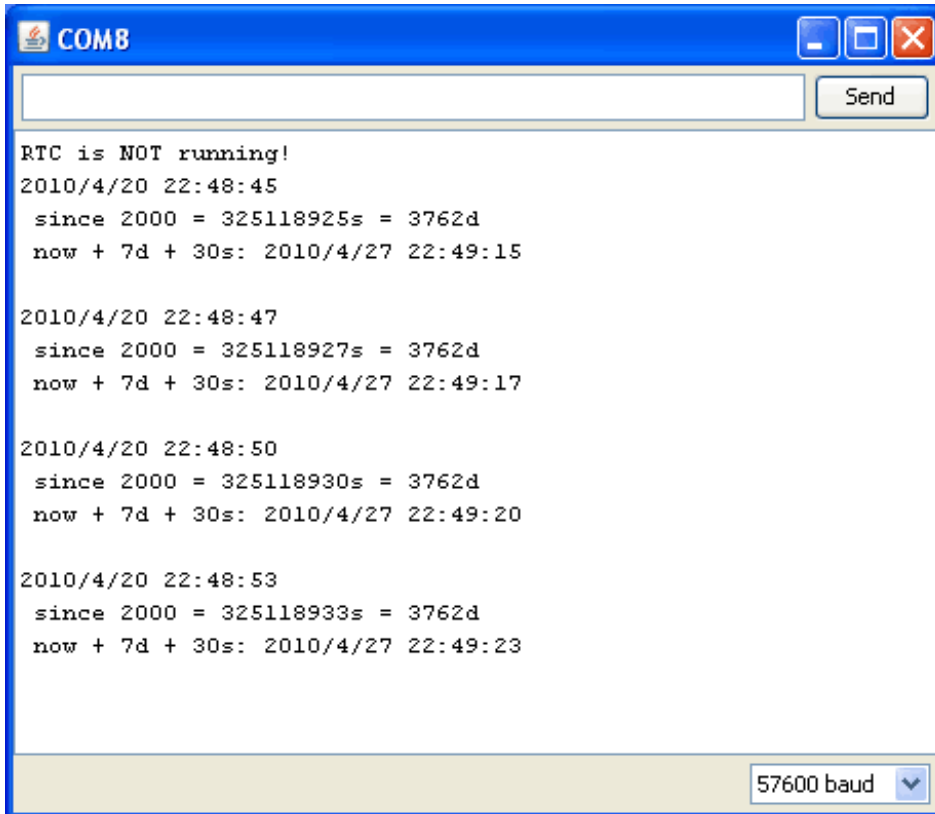 COM8
Send
RTC is NOT running!
2010/4/20 22:48:45
since 2000 = 325118925s = 3762d
now + 7d + 30s: 2010/4/27 22:49:15
2010/4/20 22:48:47
since 2000 = 325118927s = 3762d
now + 7d + 30s: 2010/4/27 22:49:17
2010/4/20 22:48:50
since 2000 = 325118930s = 3762d
now + 7d + 30s: 2010/4/27 22:49:20
2010/4/20 22:48:53
since 2000 = 325118933s = 3762d
now + 7d + 30s: 2010/4/27 22:49:23
57600 baud